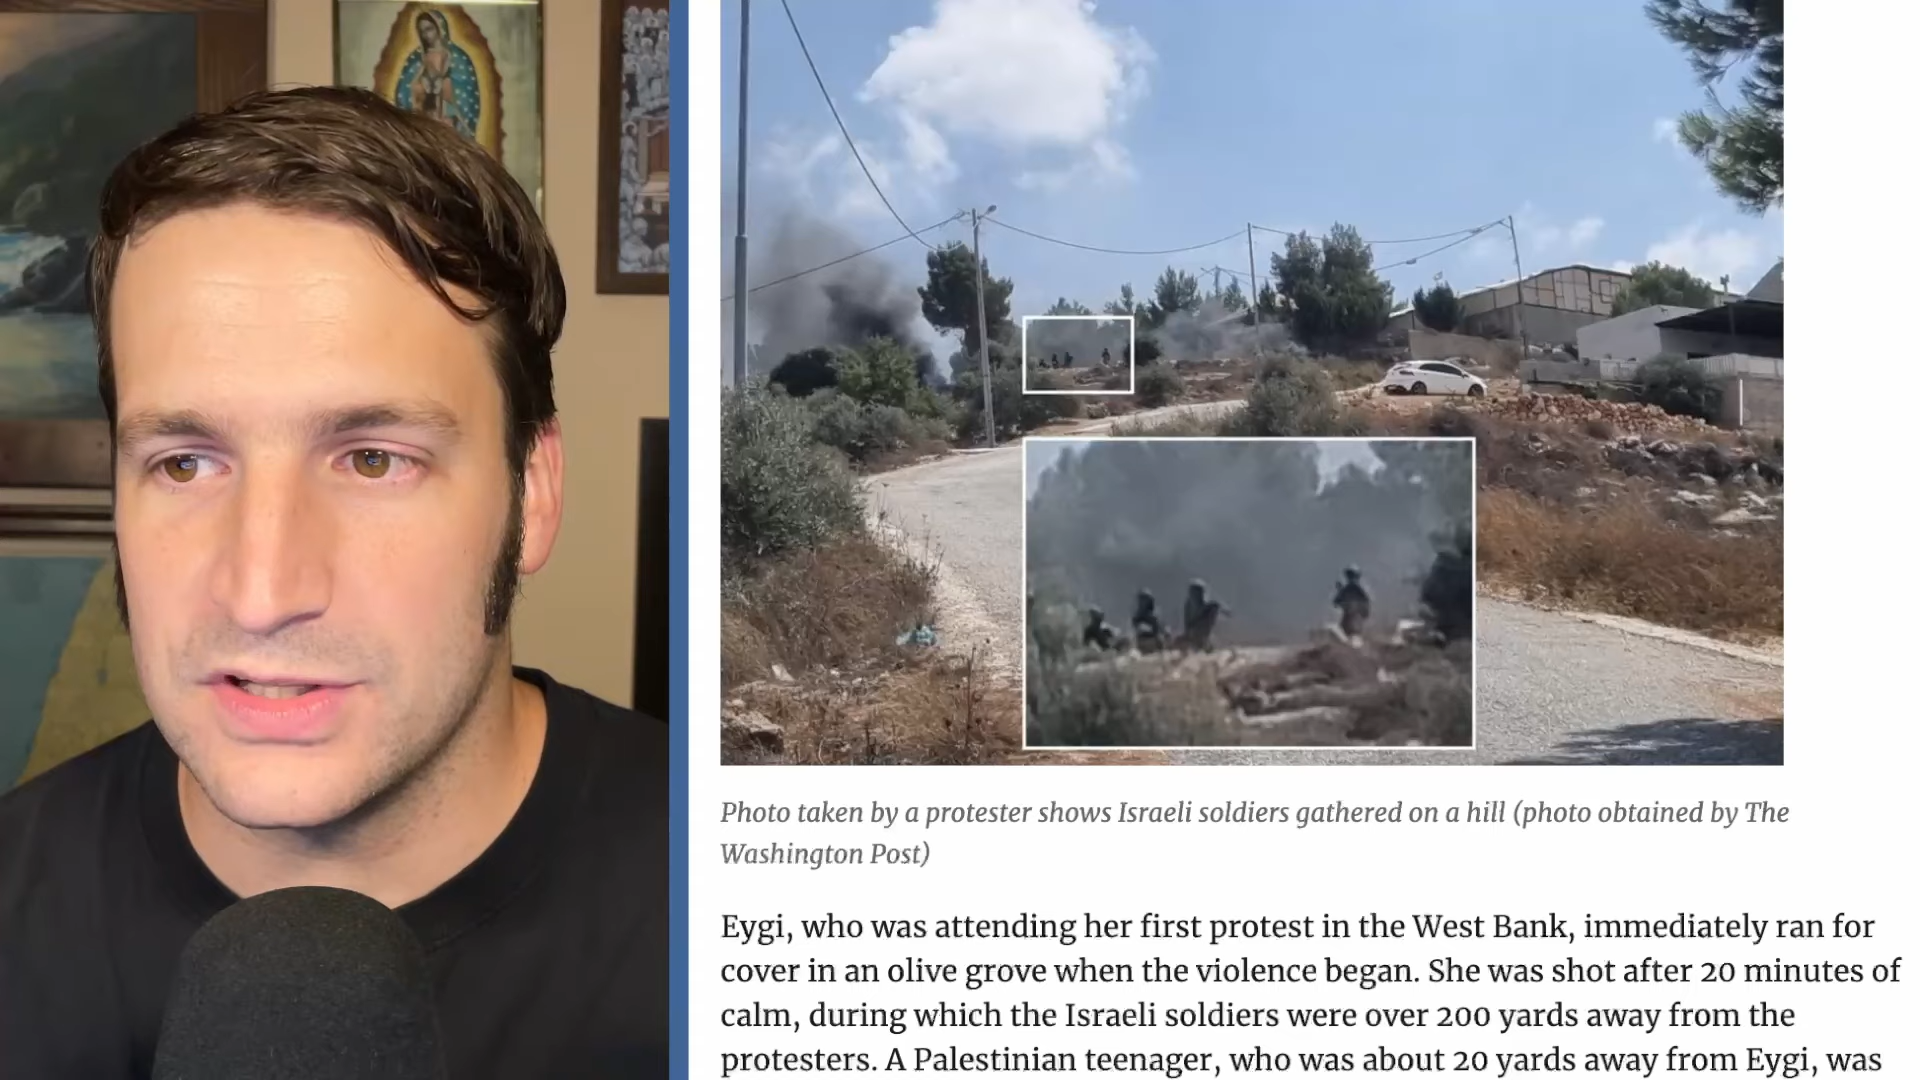 Photo taken by a protester shows Israeli soldiers gathered on a hill (photo obtained by The
Washington Post)
Eygi, who was attending her first protest in the West Bank, immediately ran for
cover in an olive grove when the violence began. She was shot after 20 minutes of
calm, during which the Israeli soldiers were over 200 yards away from the
protesters. A Palestinian teenager, who was about 20 yards away from Eygi, was